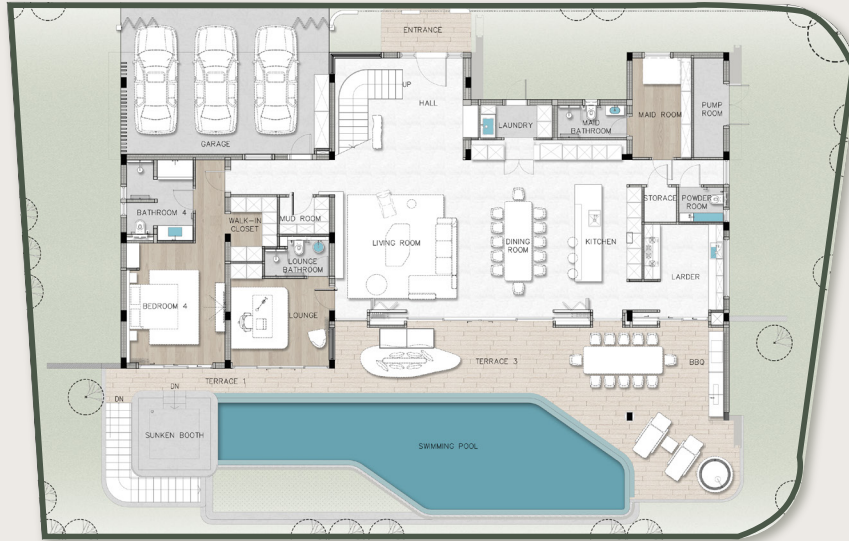 ENTRANCE
UP
HALL
LAUNDRY
MAID
BATHROOM
MAID ROOM
PUMP
ROOM
GARAGE
BATHROOM 4
WALK-IN
CLOSET
MUD ROOM
STORAGE
POWDER
ROOM
LIVING ROOM
DINING
ROOM
KITCHEN
LOUNGE
BATHROOM
LARDER
BEDROOM 4
LOUNGE
TERRACE 3
BBQ
TERRACE 1
DN
DN
SUNKEN BOOTH
SWIMMING POOL